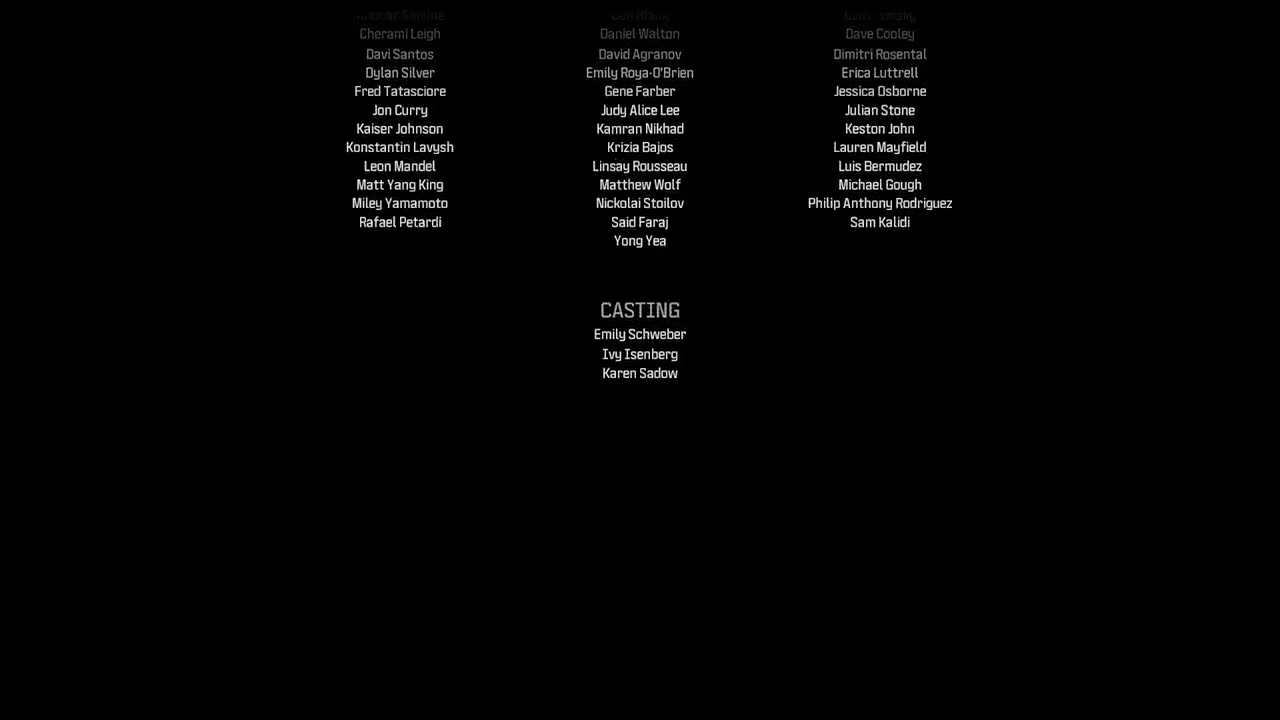 Cherami Leigh Daniel Walton Dave Cooley
Davi Santos David Agranov Dimitri Rosental
Dylan Silver Emily Roya-O'Brien Erica Luttrell
Fred Tatasciore Gene Farber Jessica Osborne
Jon Curry Judy Alice Lee Julian Stone
Kaiser Johnson Kamran Nikhad Keston John
Konstantin Lavysh Krizia Bajos Lauren Mayfield
Leon Mandel Linsay Rousseau Luis Bermudez
Matt Yang King Matthew Wolf Michael Gough
Miley Yamamoto Nickolai Stoilov Philip Anthony Rodriguez
Rafael Petardi Said Faraj Sam Kalidi
Yong Yea
CASTING
Emily Schweber
Ivy Isenberg
Karen Sadow